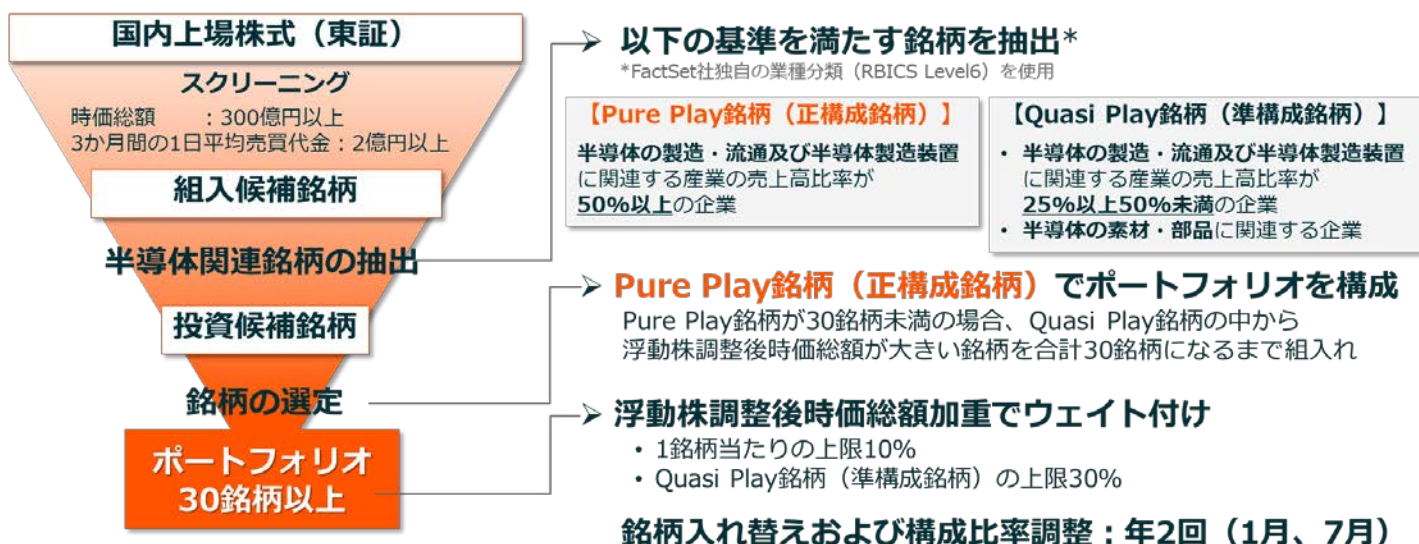 国内上場株式（東証）
スクリーニング
時価総額　　：300億円以上
3か月間の1日平均売買代金：2億円以上
組入候補銘柄
半導体関連銘柄の抽出
投資候補銘柄
銘柄の選定
ポートフォリオ
30銘柄以上
以下の基準を満たす銘柄を抽出*
*FactSet社独自の業種分類（RBICS Level6）を使用
【Pure Play銘柄（正構成銘柄）】
半導体の製造・流通及び半導体製造装置
に関連する産業の売上高比率が
50%以上の企業
【Quasi Play銘柄（準構成銘柄）】
• 半導体の製造・流通及び半導体製造装置
に関連する産業の売上高比率が
25%以上50%未満の企業
• 半導体の素材・部品に関連する企業
Pure Play銘柄（正構成銘柄）でポートフォリオを構成
Pure Play銘柄が30銘柄未満の場合、Quasi Play銘柄の中から
浮動株調整後時価総額が大きい銘柄を合計30銘柄になるまで組入れ
浮動株調整後時価総額加重でウェイト付け
• 1銘柄当たりの上限10%
• Quasi Play銘柄（準構成銘柄）の上限30%
銘柄入れ替えおよび構成比率調整：年2回（1月、7月）